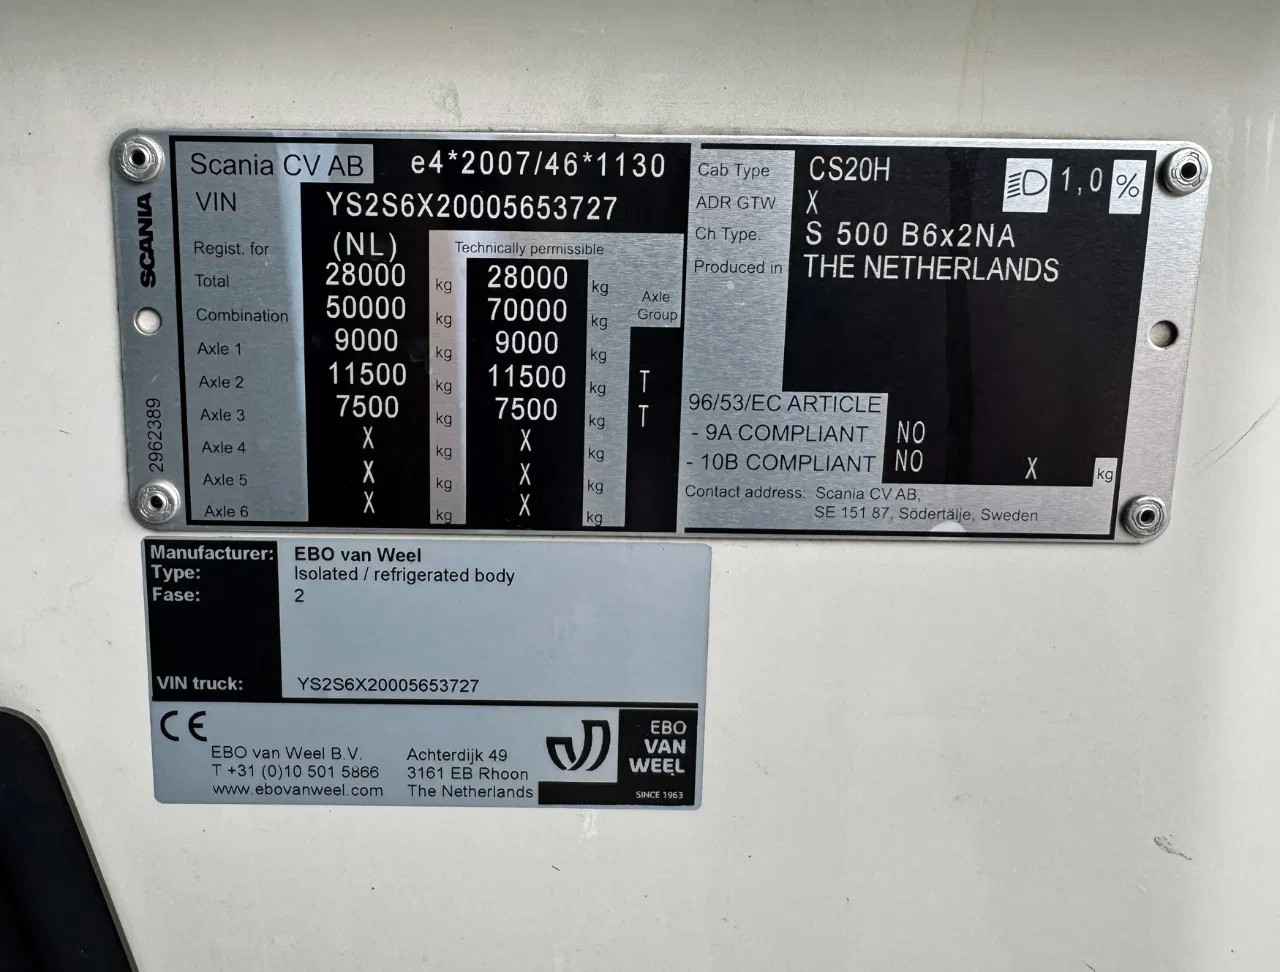 SCANIA
2962389
Scania CV AB e4*2007/46*1130
VIN YS2S6X20005653727
Regist. for (NL) Technically permissible
Total 28000 kg 28000 kg
Axle Group
Combination 50000 kg 70000 kg
Axle 1 9000 kg 9000 kg
Axle 2 11500 kg 11500 kg T
Axle 3 7500 kg 7500 kg T
Axle 4 X kg X kg
Axle 5 X kg X kg
Axle 6 X kg X kg
Cab Type CS20H 1,0 %
ADR GTW X
Ch Type. S 500 B6x2NA
Produced in THE NETHERLANDS
96/53/EC ARTICLE
- 9A COMPLIANT NO
- 10B COMPLIANT NO X kg
Contact address: Scania CV AB,
SE 151 87, Södertälje, Sweden
Manufacturer: EBO van Weel
Type: Isolated / refrigerated body
Fase: 2
VIN truck: YS2S6X20005653727
CE
EBO van Weel B.V. Achterdijk 49
T +31 (0)10 501 5866 3161 EB Rhoon
www.ebovanweel.com The Netherlands
EBO
VAN
WEEL
SINCE 1963